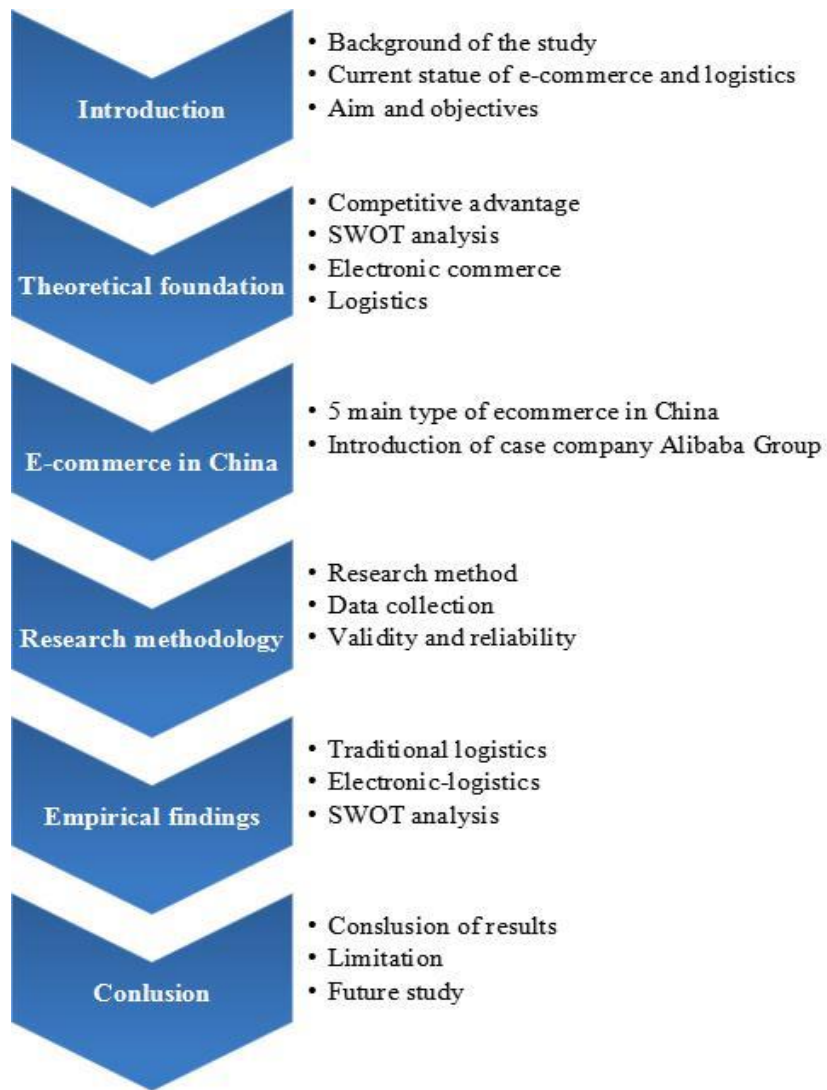 • Background of the study
• Current statue of e-commerce and logistics
Introduction
• Aim and objectives
• Competitive advantage
• SWOT analysis
Theoretical foundation
• Electronic commerce
• Logistics
• 5 main type of ecommerce in China
E-commerce in China
• Introduction of case company Alibaba Group
• Research method
• Data collection
Research methodology
• Validity and reliability
• Traditional logistics
• Electronic-logistics
Empirical findings
• SWOT analysis
• Conslusion of results
• Limitation
Conlusion
• Future study